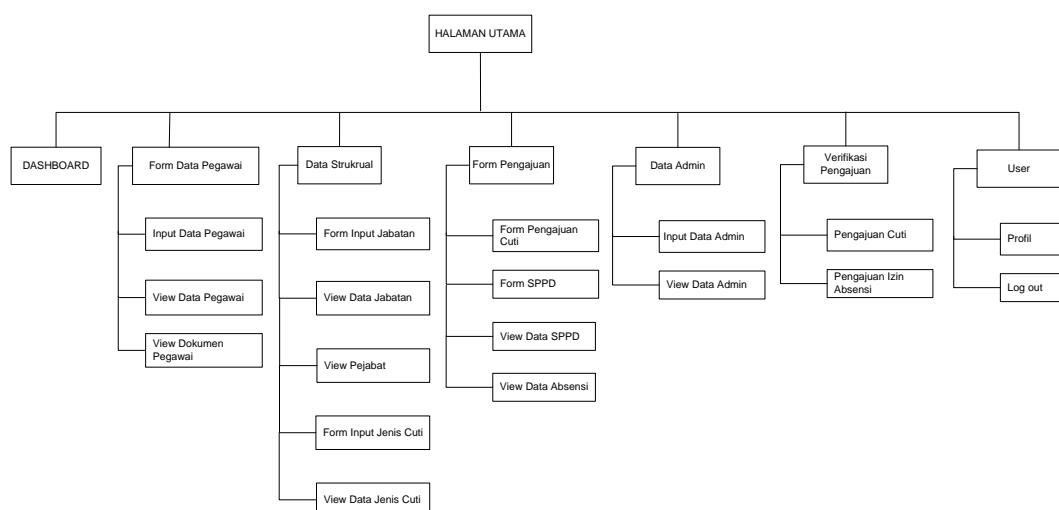 HALAMAN UTAMA
DASHBOARD
Form Data Pegawai
Data Strukrual
Form Pengajuan
Data Admin
Verifikasi
Pengajuan
User
Input Data Pegawai
View Data Pegawai
View Dokumen
Pegawai
Form Input Jabatan
View Data Jabatan
View Pejabat
Form Input Jenis Cuti
View Data Jenis Cuti
Form Pengajuan
Cuti
Form SPPD
View Data SPPD
View Data Absensi
Input Data Admin
View Data Admin
Pengajuan Cuti
Pengajuan Izin
Absensi
Profil
Log out